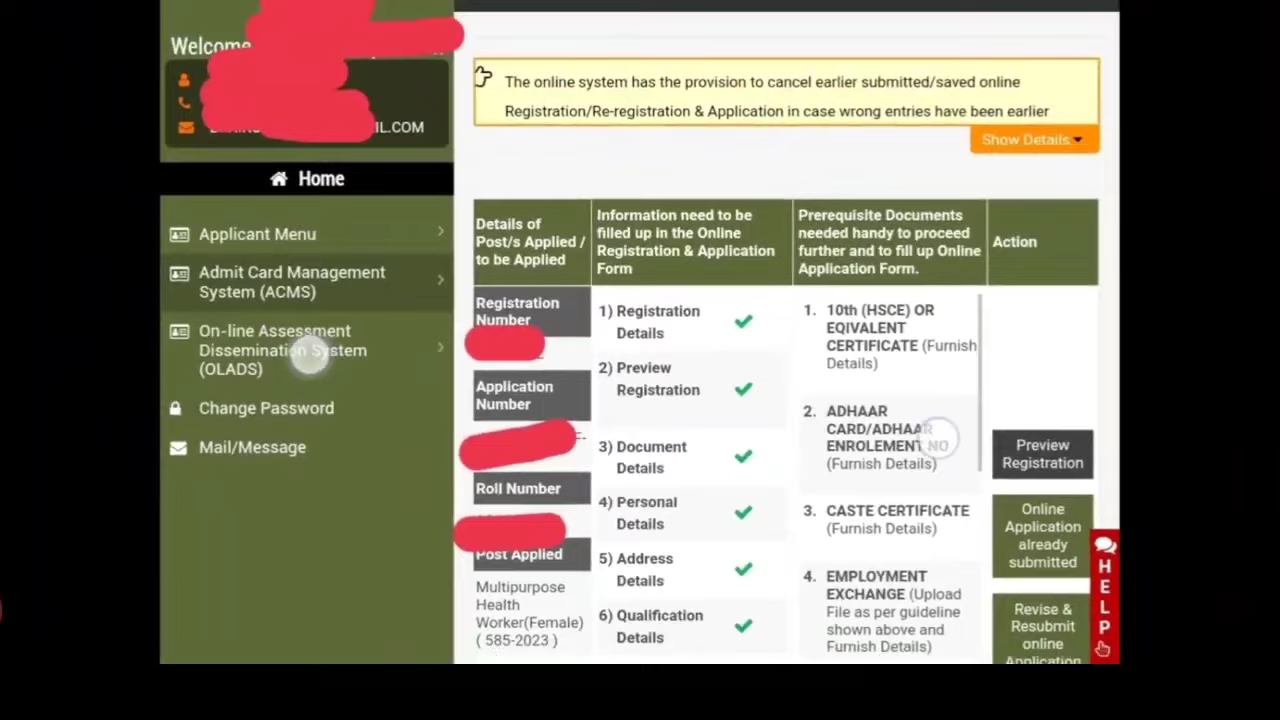 Welcome
IL.COM
Home
Applicant Menu
Admit Card Management
System (ACMS)
On-line Assessment
Dissemination System
(OLADS)
Change Password
Mail/Message
The online system has the provision to cancel earlier submitted/saved online
Registration/Re-registration & Application in case wrong entries have been earlier
Show Details
Details of
Post/s Applied /
to be Applied
Information need to be
filled up in the Online
Registration & Application
Form
Prerequisite Documents
needed handy to proceed
further and to fill up Online
Application Form.
Action
Registration
Number
Application
Number
Roll Number
Post Applied
Multipurpose
Health
Worker(Female)
( 585-2023 )
1) Registration
Details
2) Preview
Registration
3) Document
Details
4) Personal
Details
5) Address
Details
6) Qualification
Details
1. 10th (HSCE) OR
EQIVALENT
CERTIFICATE (Furnish
Details)
2. ADHAAR
CARD/ADHAAR
ENROLEMENT NO
(Furnish Details)
3. CASTE CERTIFICATE
(Furnish Details)
4. EMPLOYMENT
EXCHANGE (Upload
File as per guideline
shown above and
Furnish Details)
Preview
Registration
Online
Application
already
submitted
Revise &
Resubmit
online
Application
HELP